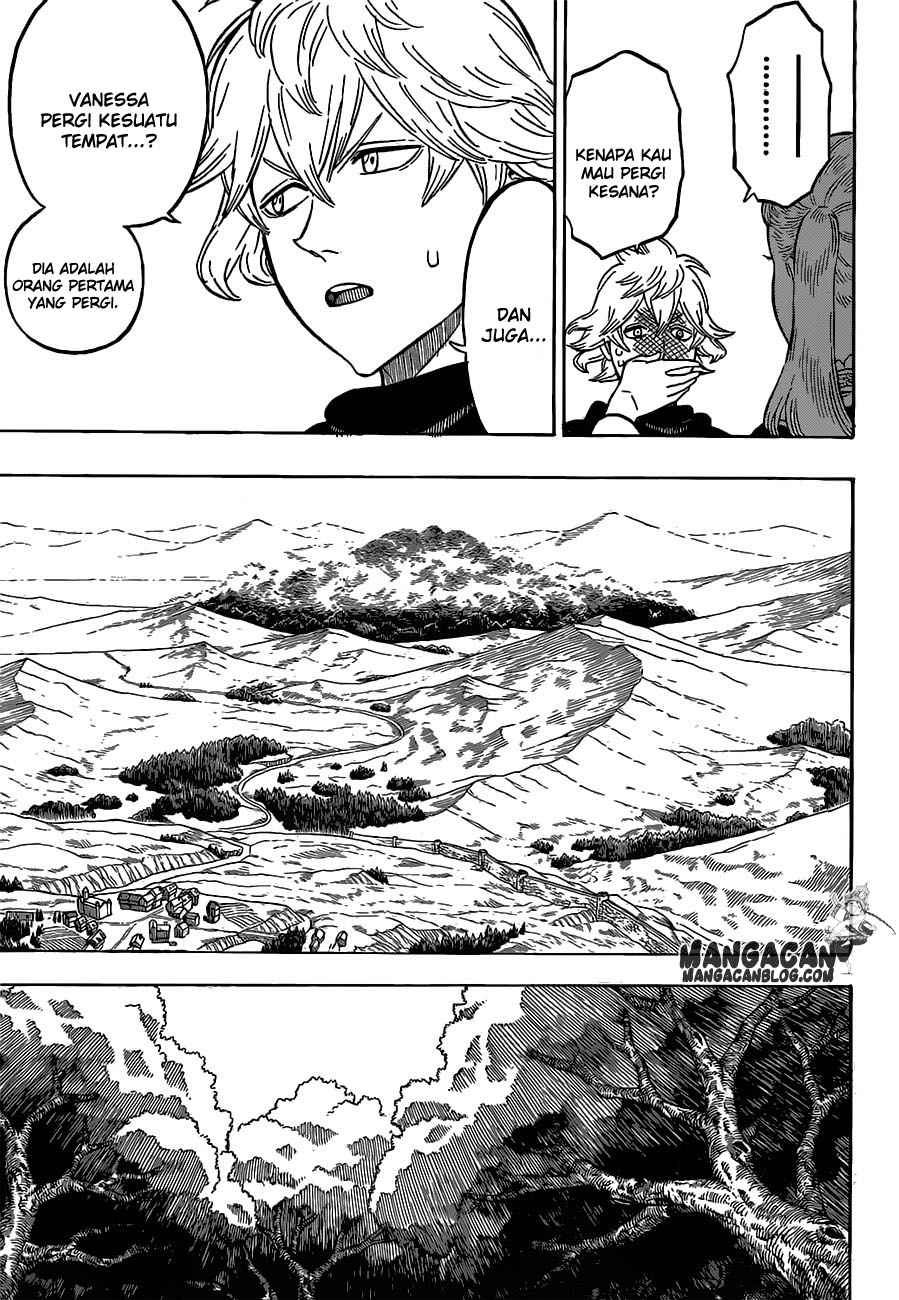 KENAPA KAU
MAU PERGI
KESANA?
DAN
JUGA...
VANESSA
PERGI KESUATU
TEMPAT...?
DIA ADALAH
ORANG PERTAMA
YANG PERGI.
MANGACAN
MANGACANBLOG.COM